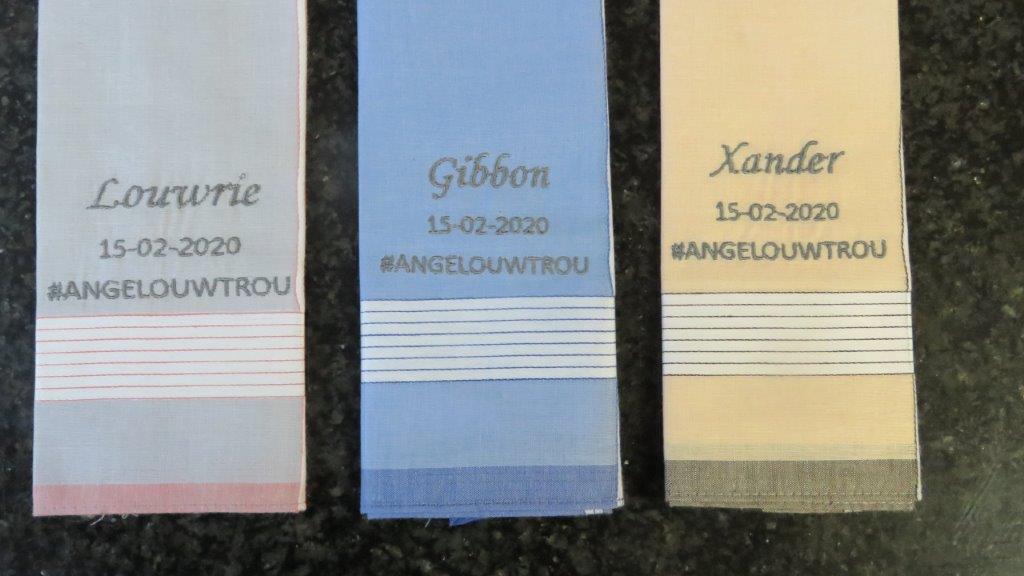 Louwrie
15-02-2020
#ANGELOUWTROU
Gibbon
15-02-2020
#ANGELOUWTROU
Xander
15-02-2020
#ANGELOUWTROU